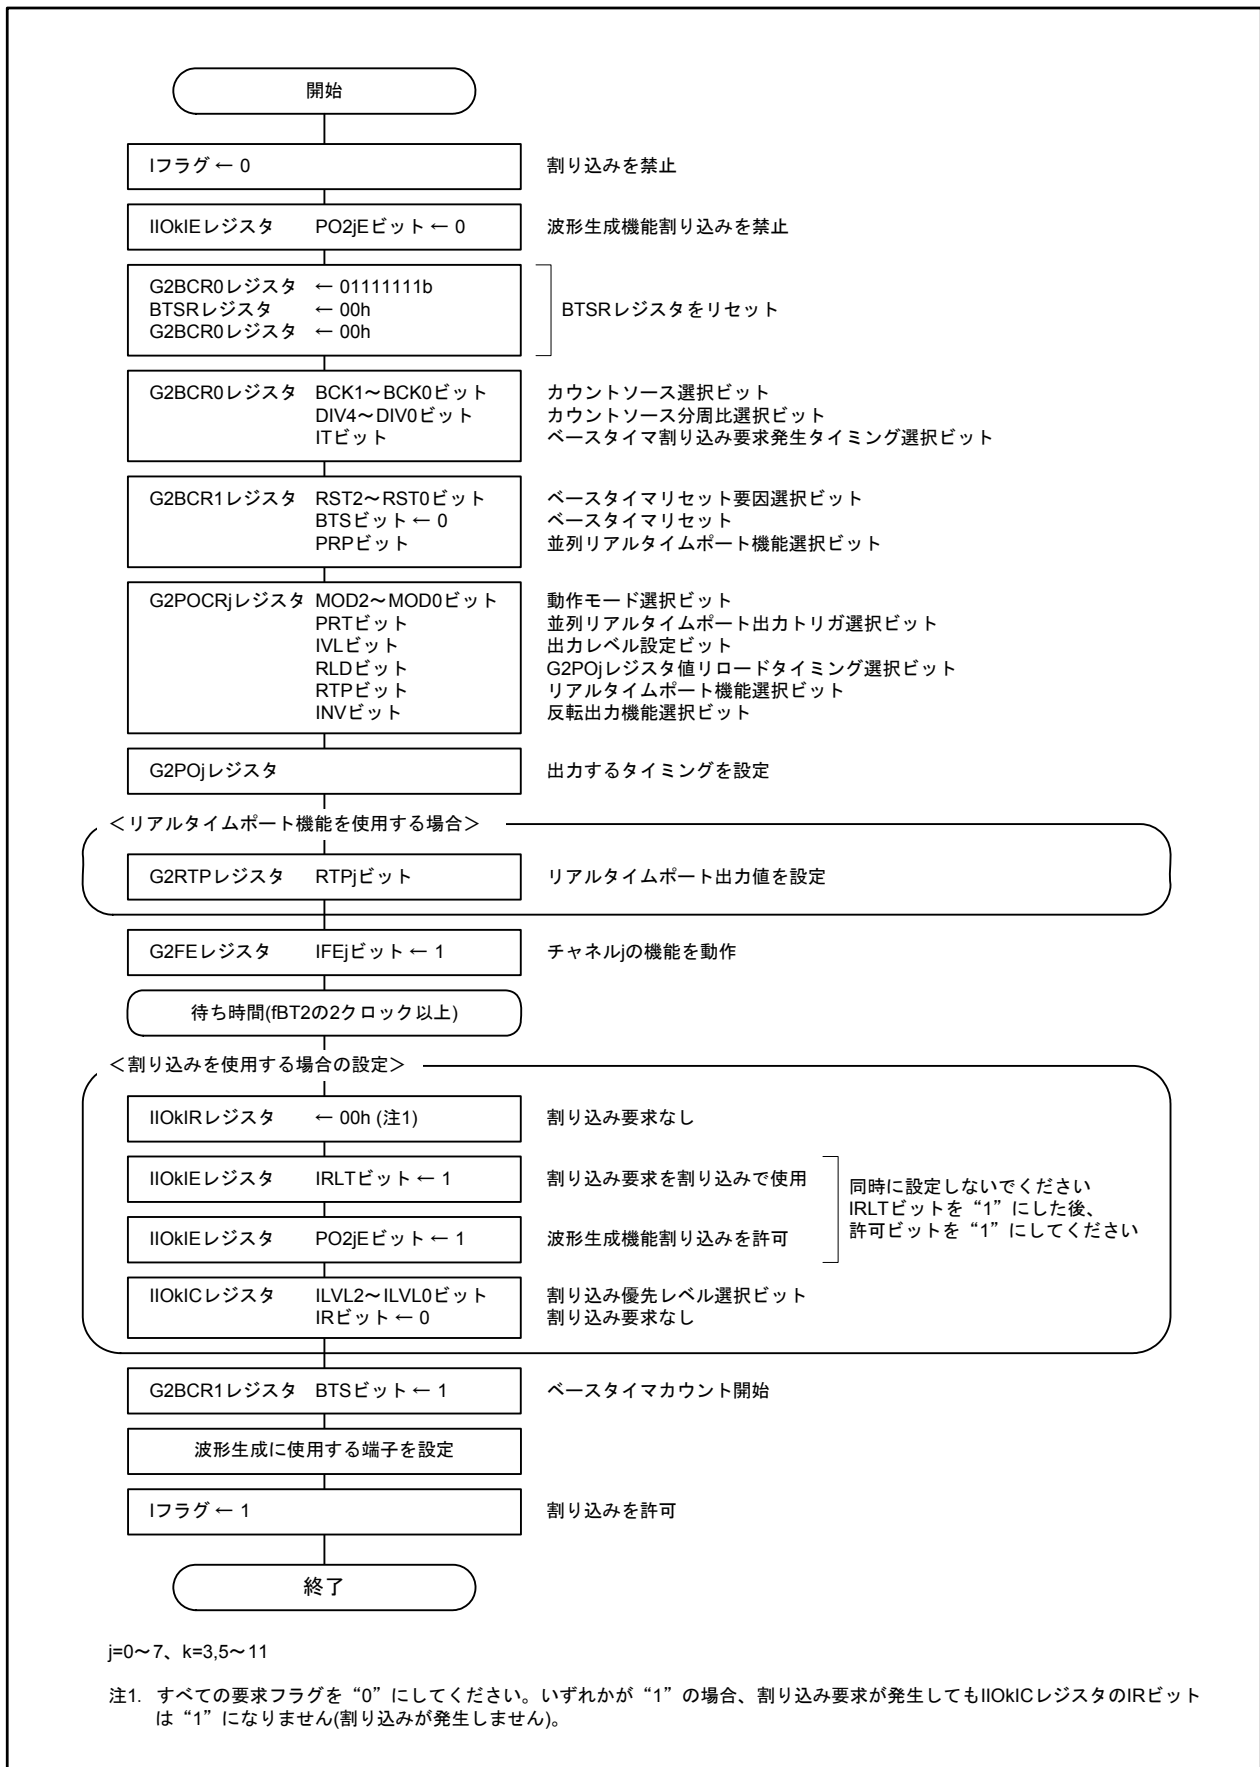 開始
Iフラグ ← 0 割り込みを禁止
IIOkIEレジスタ PO2jEビット ← 0 波形生成機能割り込みを禁止
G2BCR0レジスタ ← 01111111b
BTSRレジスタ ← 00h BTSRレジスタをリセット
G2BCR0レジスタ ← 00h
G2BCR0レジスタ BCK1～BCK0ビット カウントソース選択ビット
DIV4～DIV0ビット カウントソース分周比選択ビット
ITビット ベースタイマ割り込み要求発生タイミング選択ビット
G2BCR1レジスタ RST2～RST0ビット ベースタイマリセット要因選択ビット
BTSビット ← 0 ベースタイマリセット
PRPビット 並列リアルタイムポート機能選択ビット
G2POCRjレジスタ MOD2～MOD0ビット 動作モード選択ビット
PRTビット 並列リアルタイムポート出力トリガ選択ビット
IVLビット 出力レベル設定ビット
RLDビット G2POjレジスタ値リロードタイミング選択ビット
RTPビット リアルタイムポート機能選択ビット
INVビット 反転出力機能選択ビット
G2POjレジスタ 出力するタイミングを設定
＜リアルタイムポート機能を使用する場合＞
G2RTPレジスタ RTPjビット リアルタイムポート出力値を設定
G2FEレジスタ IFEjビット ← 1 チャネルjの機能を動作
待ち時間(fBT2の2クロック以上)
＜割り込みを使用する場合の設定＞
IIOkIRレジスタ ← 00h (注1) 割り込み要求なし
IIOkIEレジスタ IRLTビット ← 1 割り込み要求を割り込みで使用
同時に設定しないでください
IRLTビットを“1”にした後、
許可ビットを“1”にしてください
IIOkIEレジスタ PO2jEビット ← 1 波形生成機能割り込みを許可
IIOkICレジスタ ILVL2～ILVL0ビット 割り込み優先レベル選択ビット
IRビット ← 0 割り込み要求なし
G2BCR1レジスタ BTSビット ← 1 ベースタイマカウント開始
波形生成に使用する端子を設定
Iフラグ ← 1 割り込みを許可
終了
j=0～7、k=3,5～11
注1. すべての要求フラグを“0”にしてください。いずれかが“1”の場合、割り込み要求が発生してもIIOkICレジスタのIRビット
は“1”になりません(割り込みが発生しません)。